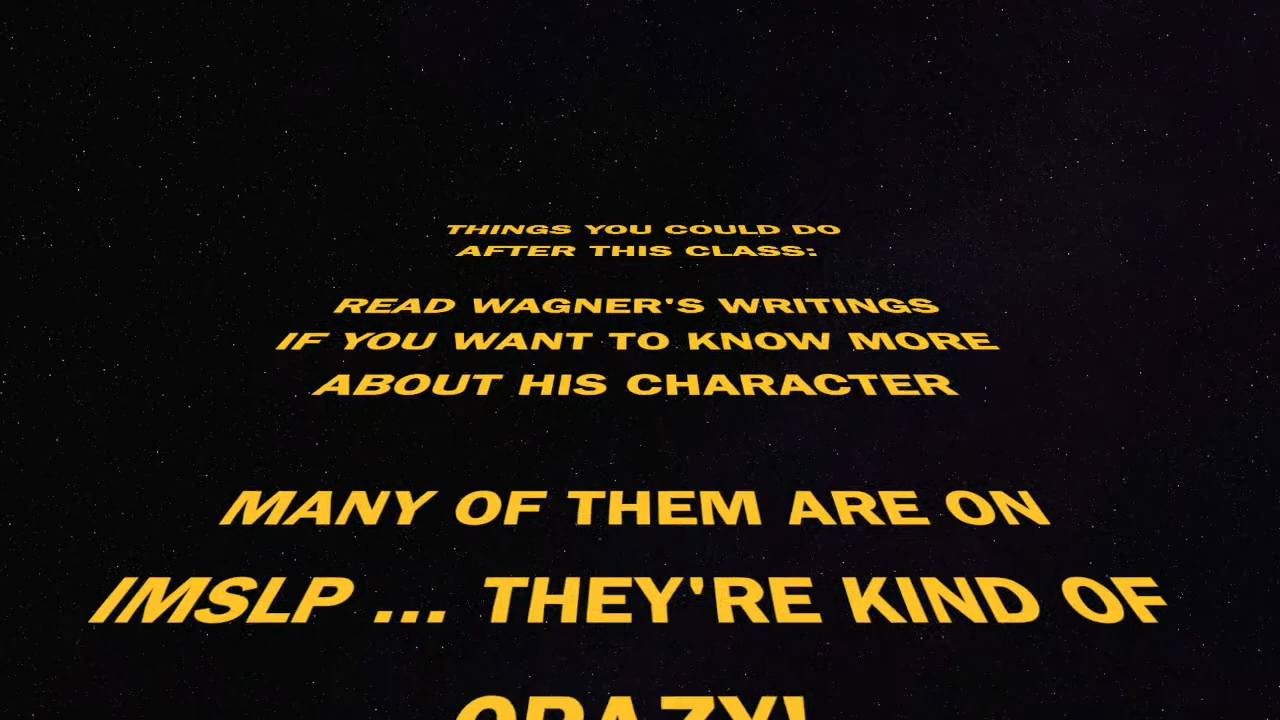 THINGS YOU COULD DO
AFTER THIS CLASS:
READ WAGNER'S WRITINGS
IF YOU WANT TO KNOW MORE
ABOUT HIS CHARACTER
MANY OF THEM ARE ON
IMSLP ... THEY'RE KIND OF
CRAZY!